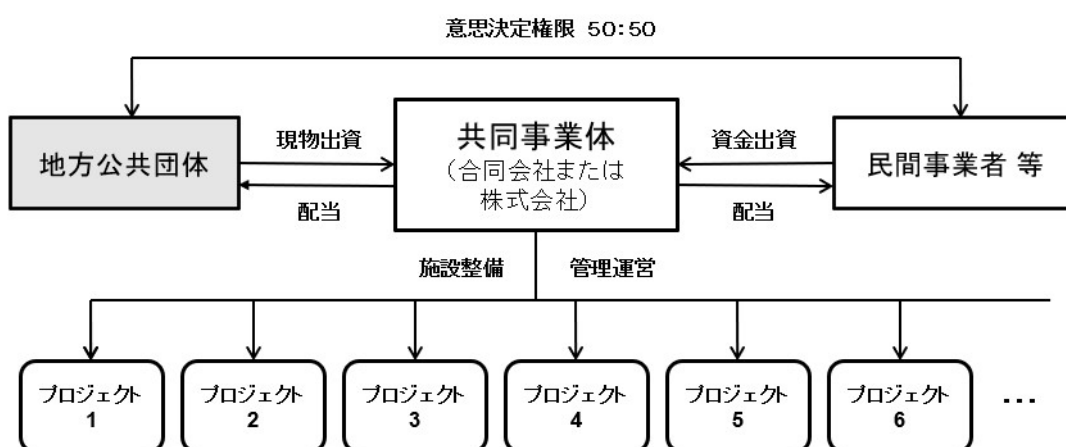 意思決定権限 50:50
地方公共団体
現物出資
配当
共同事業体
（合同会社または
株式会社）
資金出資
配当
民間事業者 等
施設整備
管理運営
プロジェクト
1
プロジェクト
2
プロジェクト
3
プロジェクト
4
プロジェクト
5
プロジェクト
6
…